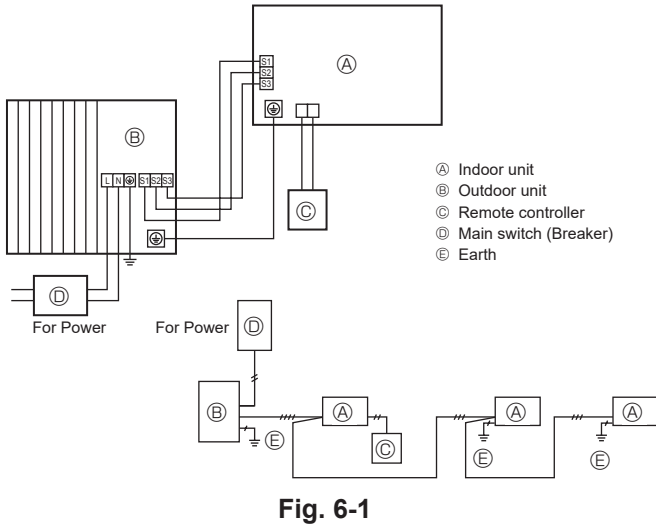 S1
S2
S3
Ⓐ
Ⓑ
L N S1 S2 S3
Ⓒ
Ⓓ
For Power
Ⓐ Indoor unit
Ⓑ Outdoor unit
Ⓒ Remote controller
Ⓓ Main switch (Breaker)
Ⓔ Earth
For Power Ⓓ
Ⓑ Ⓔ Ⓐ Ⓒ Ⓐ Ⓔ Ⓐ Ⓔ
Fig. 6-1